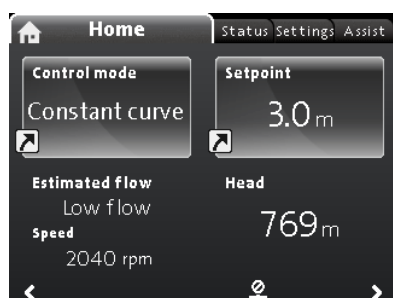 Home Status Settings Assist
Control mode
Constant curve
Setpoint
3.0 m
Estimated flow
Low flow
Speed
2040 rpm
Head
769 m